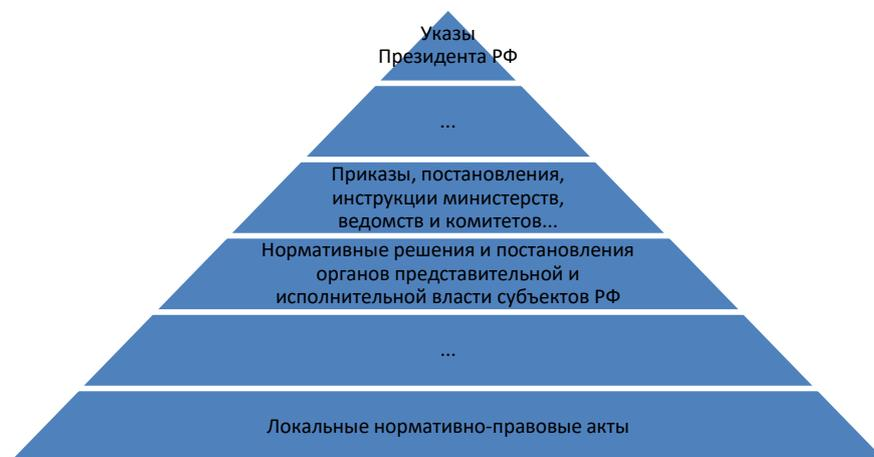 Указы
Президента РФ
...
Приказы, постановления,
инструкции министерств,
ведомств и комитетов...
Нормативные решения и постановления
органов представительной и
исполнительной власти субъектов РФ
...
Локальные нормативно-правовые акты